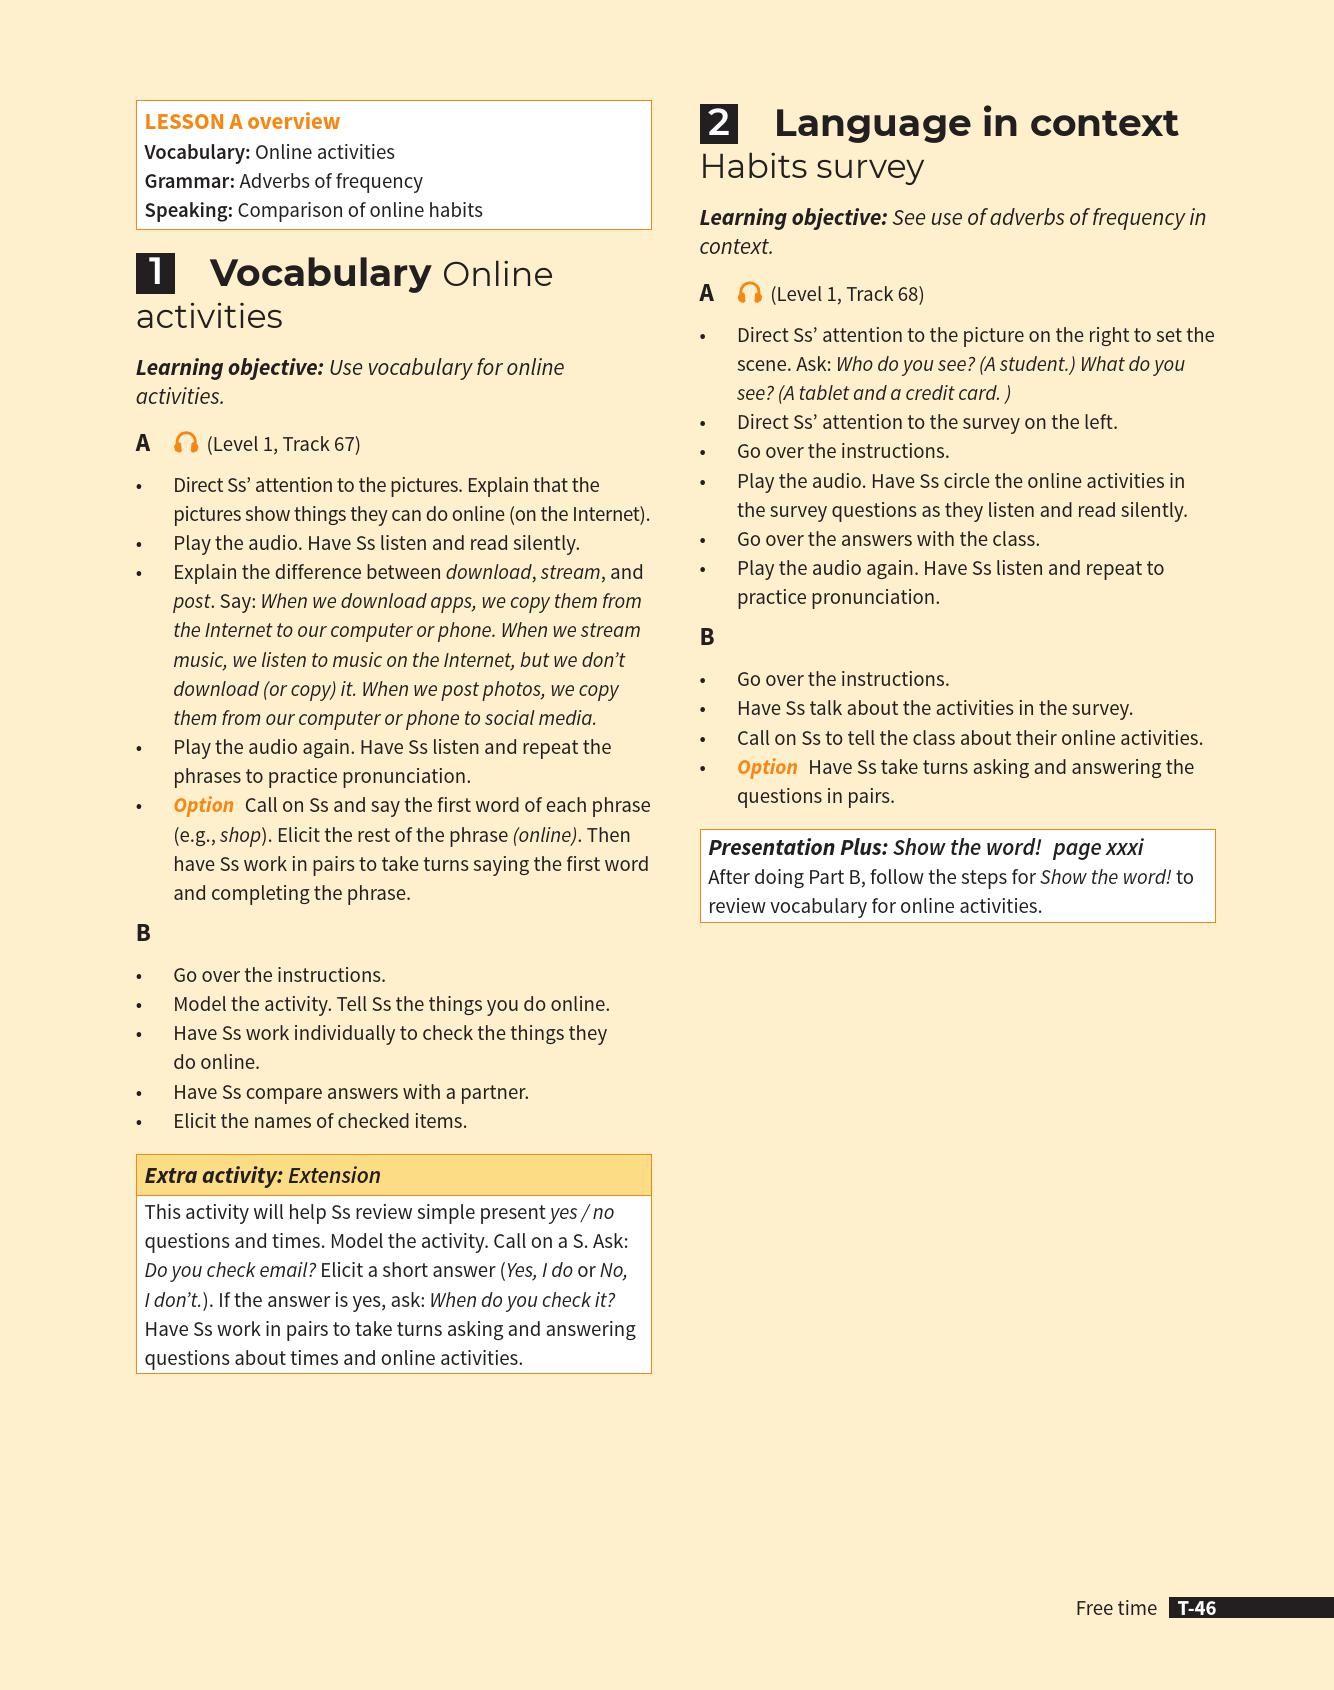 LESSON A overview
Vocabulary: Online activities
Grammar: Adverbs of frequency
Speaking: Comparison of online habits
1 Vocabulary Online
activities
Learning objective: Use vocabulary for online
activities.
A (Level 1, Track 67)
• Direct Ss’ attention to the pictures. Explain that the
pictures show things they can do online (on the Internet).
• Play the audio. Have Ss listen and read silently.
• Explain the difference between download, stream, and
post. Say: When we download apps, we copy them from
the Internet to our computer or phone. When we stream
music, we listen to music on the Internet, but we don’t
download (or copy) it. When we post photos, we copy
them from our computer or phone to social media.
• Play the audio again. Have Ss listen and repeat the
phrases to practice pronunciation.
• Option Call on Ss and say the first word of each phrase
(e.g., shop). Elicit the rest of the phrase (online). Then
have Ss work in pairs to take turns saying the first word
and completing the phrase.
B
• Go over the instructions.
• Model the activity. Tell Ss the things you do online.
• Have Ss work individually to check the things they
do online.
• Have Ss compare answers with a partner.
• Elicit the names of checked items.
Extra activity: Extension
This activity will help Ss review simple present yes / no
questions and times. Model the activity. Call on a S. Ask:
Do you check email? Elicit a short answer (Yes, I do or No,
I don’t.). If the answer is yes, ask: When do you check it?
Have Ss work in pairs to take turns asking and answering
questions about times and online activities.
2 Language in context
Habits survey
Learning objective: See use of adverbs of frequency in
context.
A (Level 1, Track 68)
• Direct Ss’ attention to the picture on the right to set the
scene. Ask: Who do you see? (A student.) What do you
see? (A tablet and a credit card. )
• Direct Ss’ attention to the survey on the left.
• Go over the instructions.
• Play the audio. Have Ss circle the online activities in
the survey questions as they listen and read silently.
• Go over the answers with the class.
• Play the audio again. Have Ss listen and repeat to
practice pronunciation.
B
• Go over the instructions.
• Have Ss talk about the activities in the survey.
• Call on Ss to tell the class about their online activities.
• Option Have Ss take turns asking and answering the
questions in pairs.
Presentation Plus: Show the word! page xxxi
After doing Part B, follow the steps for Show the word! to
review vocabulary for online activities.
Free time T-46